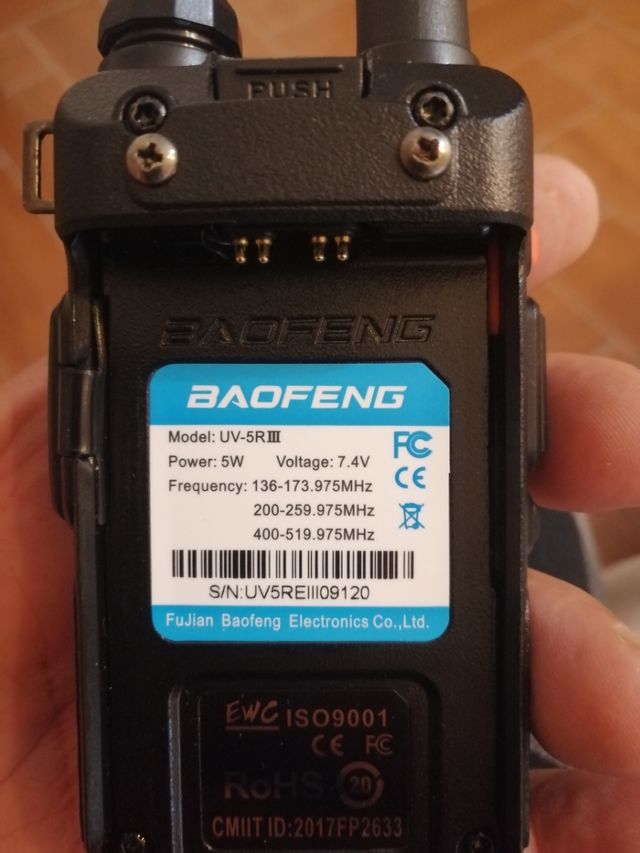 PUSH
BAOFENG
BAOFENG
Model: UV-5RⅢ
Power: 5W Voltage: 7.4V
Frequency: 136-173.975MHz
200-259.975MHz
400-519.975MHz
FC
CE
S/N:UV5REIII09120
FuJian Baofeng Electronics Co.,Ltd.
EWC ISO9001
CE FC
RoHS 20
CMIIT ID:2017FP2633